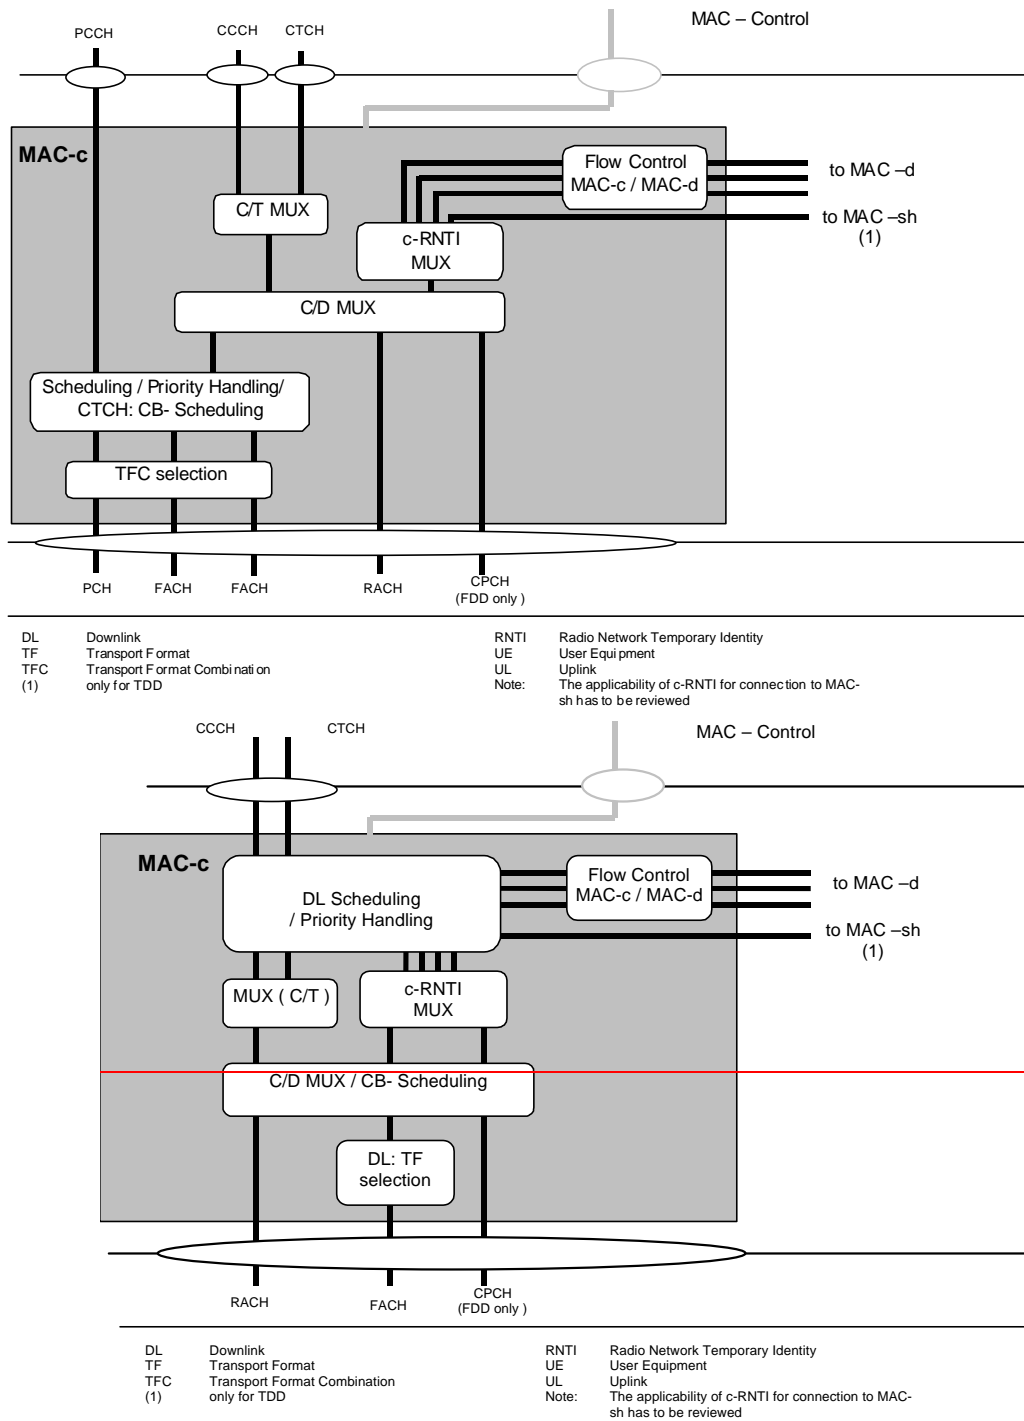 PCCH
CCCH
CTCH
MAC – Control
MAC-c
Flow Control
MAC-c / MAC-d
to MAC –d
to MAC –sh
(1)
C/T MUX
c-RNTI
MUX
C/D MUX
Scheduling / Priority Handling/
CTCH: CB- Scheduling
TFC selection
PCH
FACH
FACH
RACH
CPCH
(FDD only )
DL Downlink
TF Transport Format
TFC Transport Format Combination
(1) only for TDD
RNTI Radio Network Temporary Identity
UE User Equipment
UL Uplink
Note: The applicability of c-RNTI for connection to MAC-
sh has to be reviewed
CCCH
CTCH
MAC – Control
MAC-c
DL Scheduling
/ Priority Handling
Flow Control
MAC-c / MAC-d
to MAC –d
to MAC –sh
(1)
MUX ( C/T )
c-RNTI
MUX
C/D MUX / CB- Scheduling
DL: TF
selection
RACH
FACH
CPCH
(FDD only )
DL Downlink
TF Transport Format
TFC Transport Format Combination
(1) only for TDD
RNTI Radio Network Temporary Identity
UE User Equipment
UL Uplink
Note: The applicability of c-RNTI for connection to MAC-
sh has to be reviewed